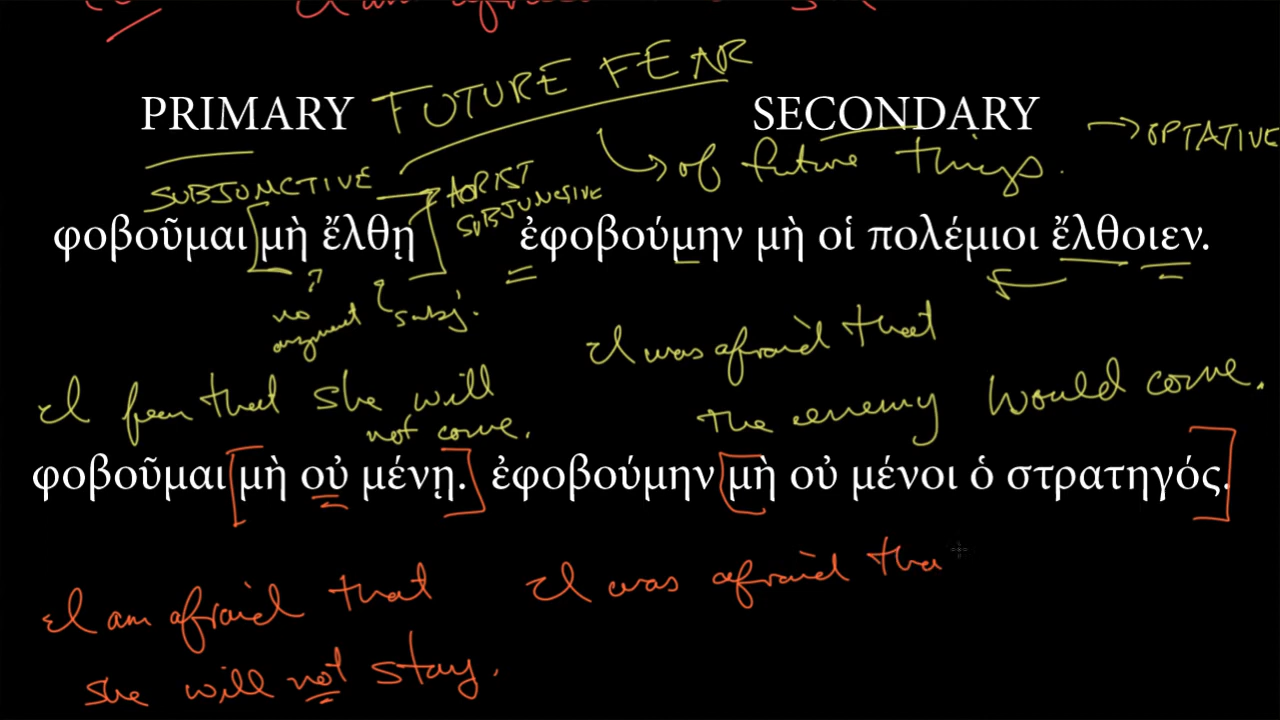 I am afraid
PRIMARY FUTURE FEAR SECONDARY → OPTATIVE
→ of future things.
SUBJUNCTIVE → AORIST SUBJUNCTIVE
φοβοῦμαι [μὴ ἔλθῃ] ἐφοβούμην μὴ οἱ πολέμιοι ἔλθοιεν.
no augment subj.
I was afraid that
the enemy would come.
I fear that she will
not come.
φοβοῦμαι [μὴ οὐ μένῃ.] ἐφοβούμην [μὴ οὐ μένοι ὁ στρατηγός.]
I am afraid that I was afraid tha
she will not stay.